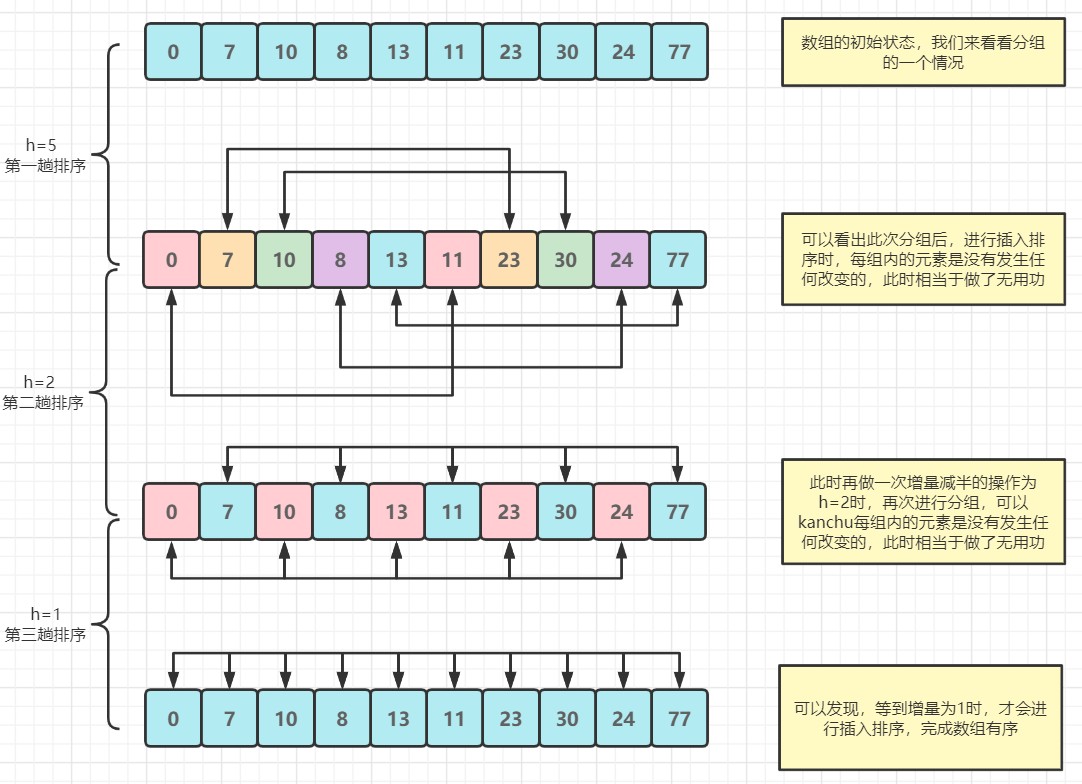 0 7 10 8 13 11 23 30 24 77
数组的初始状态，我们来看看分组
的一个情况
h=5
第一趟排序
0 7 10 8 13 11 23 30 24 77
可以看出此次分组后，进行插入排
序时，每组内的元素是没有发生任
何改变的，此时相当于做了无用功
h=2
第二趟排序
0 7 10 8 13 11 23 30 24 77
此时再做一次增量减半的操作为
h=2时，再次进行分组，可以
kanchu每组内的元素是没有发生任
何改变的，此时相当于做了无用功
h=1
第三趟排序
0 7 10 8 13 11 23 30 24 77
可以发现，等到增量为1时，才会进
行插入排序，完成数组有序